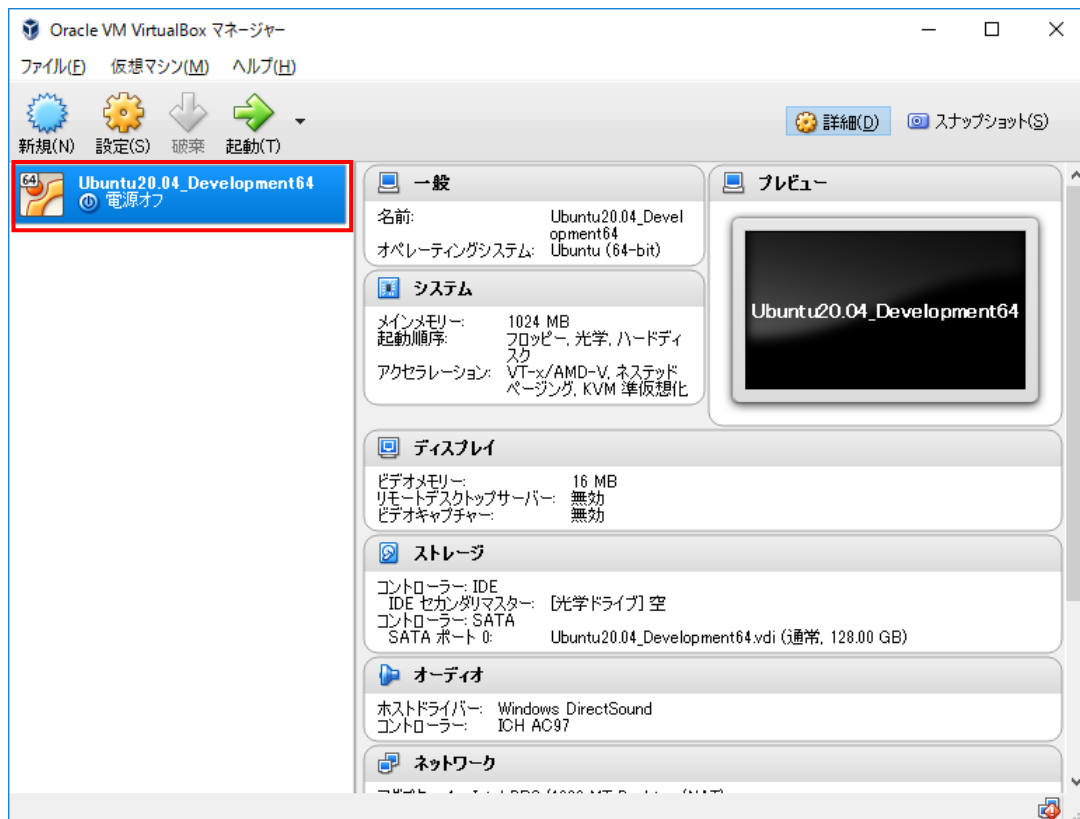 Oracle VM VirtualBox マネージャー
ファイル(F) 仮想マシン(M) ヘルプ(H)
新規(N) 設定(S) 破棄 起動(T) 詳細(D) スナップショット(S)
64 Ubuntu20.04_Development64
電源オフ
一般
名前: Ubuntu20.04_Devel
opment64
オペレーティングシステム: Ubuntu (64-bit)
システム
メインメモリー: 1024 MB
起動順序: フロッピー, 光学, ハードディ
スク
アクセラレーション: VT-x/AMD-V, ネステッド
ページング, KVM 準仮想化
プレビュー
Ubuntu20.04_Development64
ディスプレイ
ビデオメモリー: 16 MB
リモートデスクトップサーバー: 無効
ビデオキャプチャー: 無効
ストレージ
コントローラー: IDE
IDE セカンダリマスター: [光学ドライブ] 空
コントローラー: SATA
SATA ポート 0: Ubuntu20.04_Development64.vdi (通常, 128.00 GB)
オーディオ
ホストドライバー: Windows DirectSound
コントローラー: ICH AC97
ネットワーク